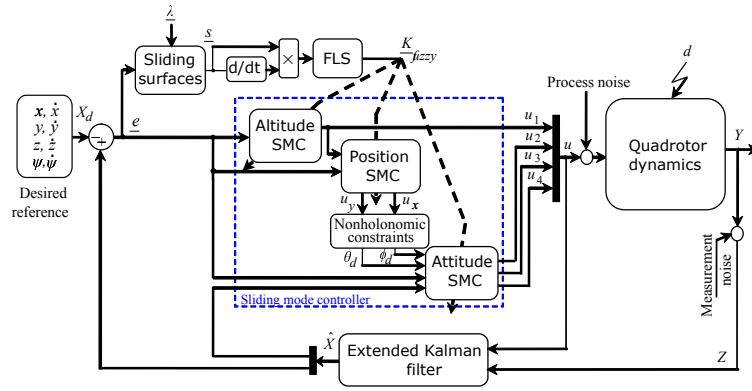 λ
s
Sliding
surfaces
d/dt
×
FLS
K fuzzy
d
Process noise
x, ẋ
y, ẏ
z, ż
ψ, ψ̇
X_d
- +
e
Desired
reference
Altitude
SMC
Position
SMC
u_y
u_x
Nonholonomic
constraints
θ_d
ϕ_d
Attitude
SMC
Sliding mode controller
u_1
u_2
u_3
u_4
u
Quadrotor
dynamics
Y
Measurement
noise
X̂
Extended Kalman
filter
Z